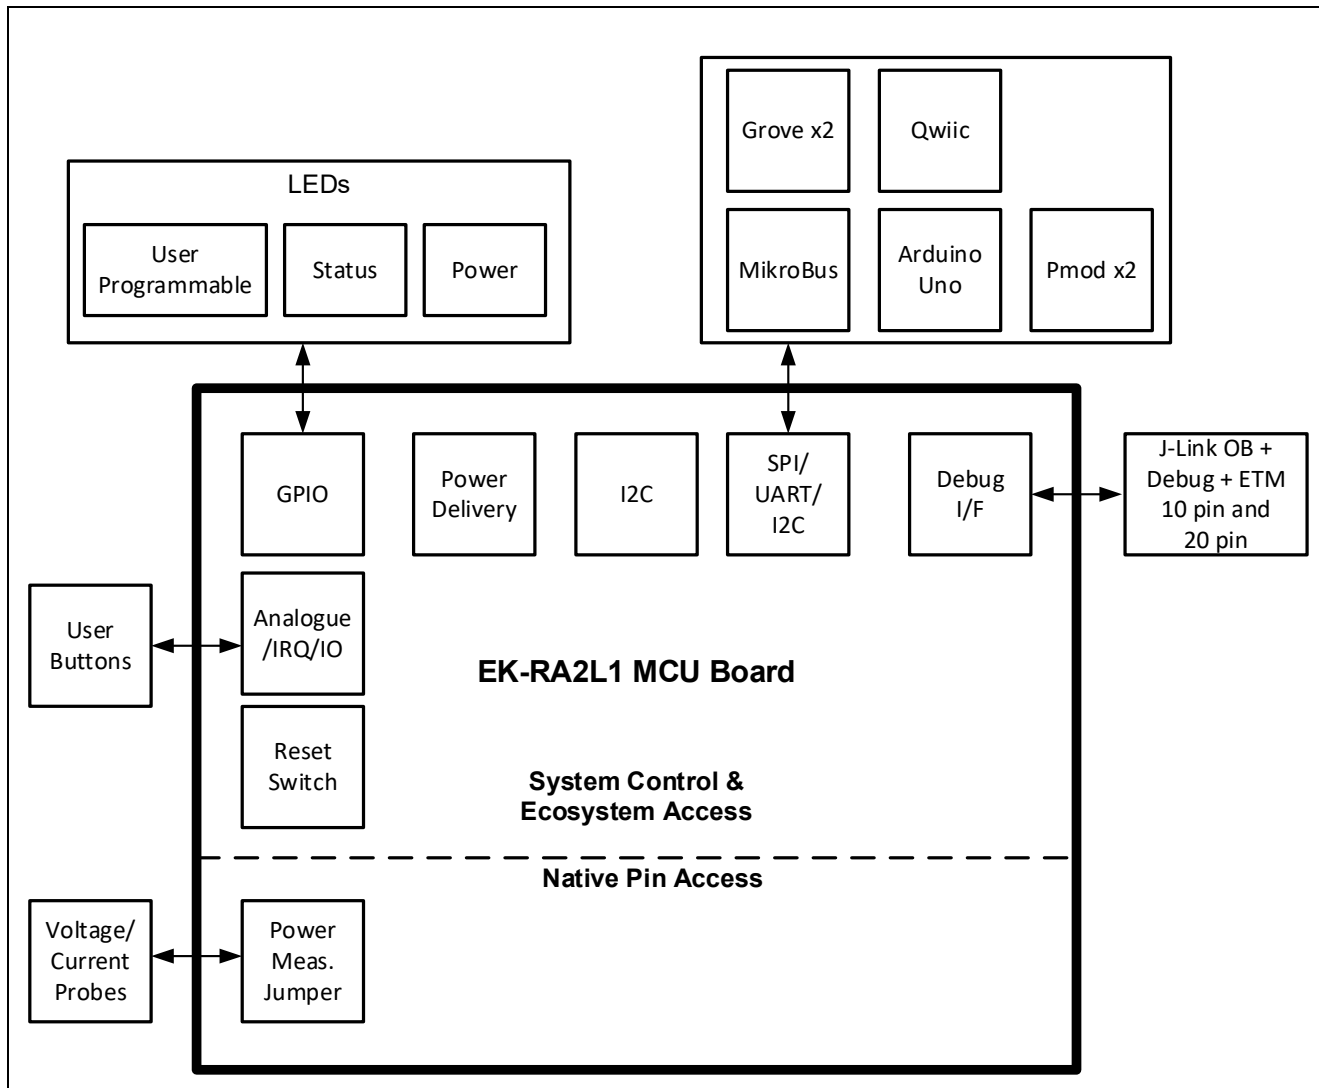 Grove x2
Qwiic
LEDs
User
Programmable
Status
Power
MikroBus
Arduino
Uno
Pmod x2
GPIO
Power
Delivery
I2C
SPI/
UART/
I2C
Debug
I/F
J-Link OB +
Debug + ETM
10 pin and
20 pin
User
Buttons
Analogue
/IRQ/IO
EK-RA2L1 MCU Board
Reset
Switch
System Control &
Ecosystem Access
Native Pin Access
Voltage/
Current
Probes
Power
Meas.
Jumper